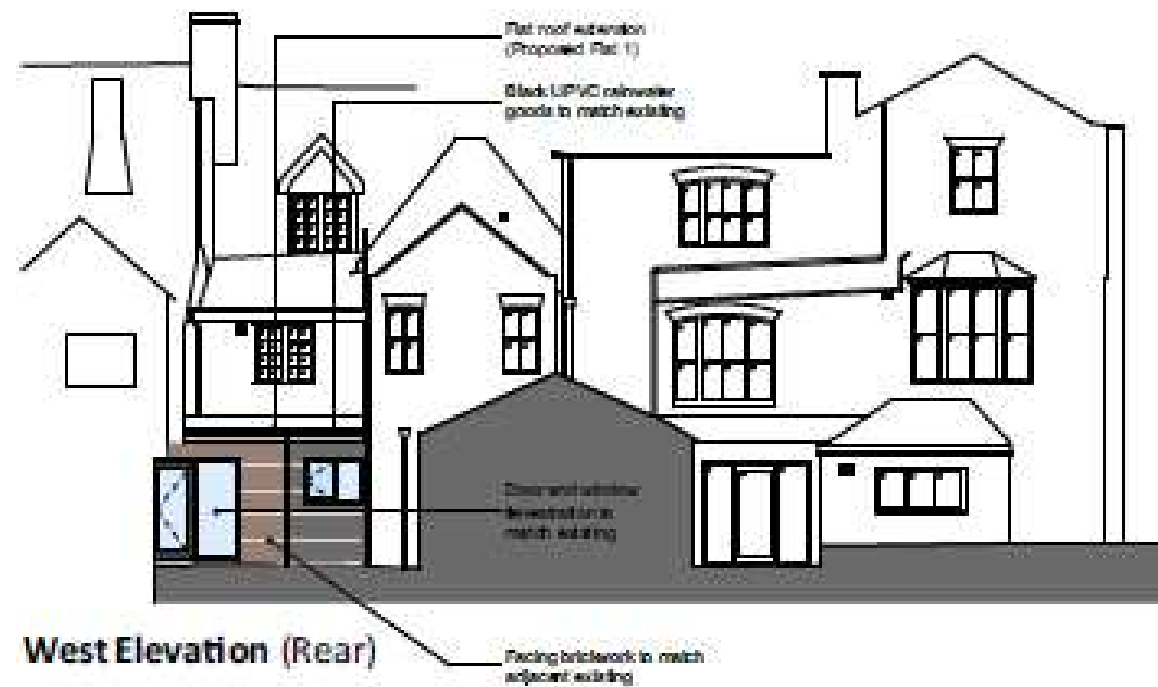 Flat roof extension
(Proposed Flat 1)
Black UPVC rainwater
goods to match existing
Door and window
fenestration to
match existing
West Elevation (Rear)
Facing brickwork to match
adjacent existing